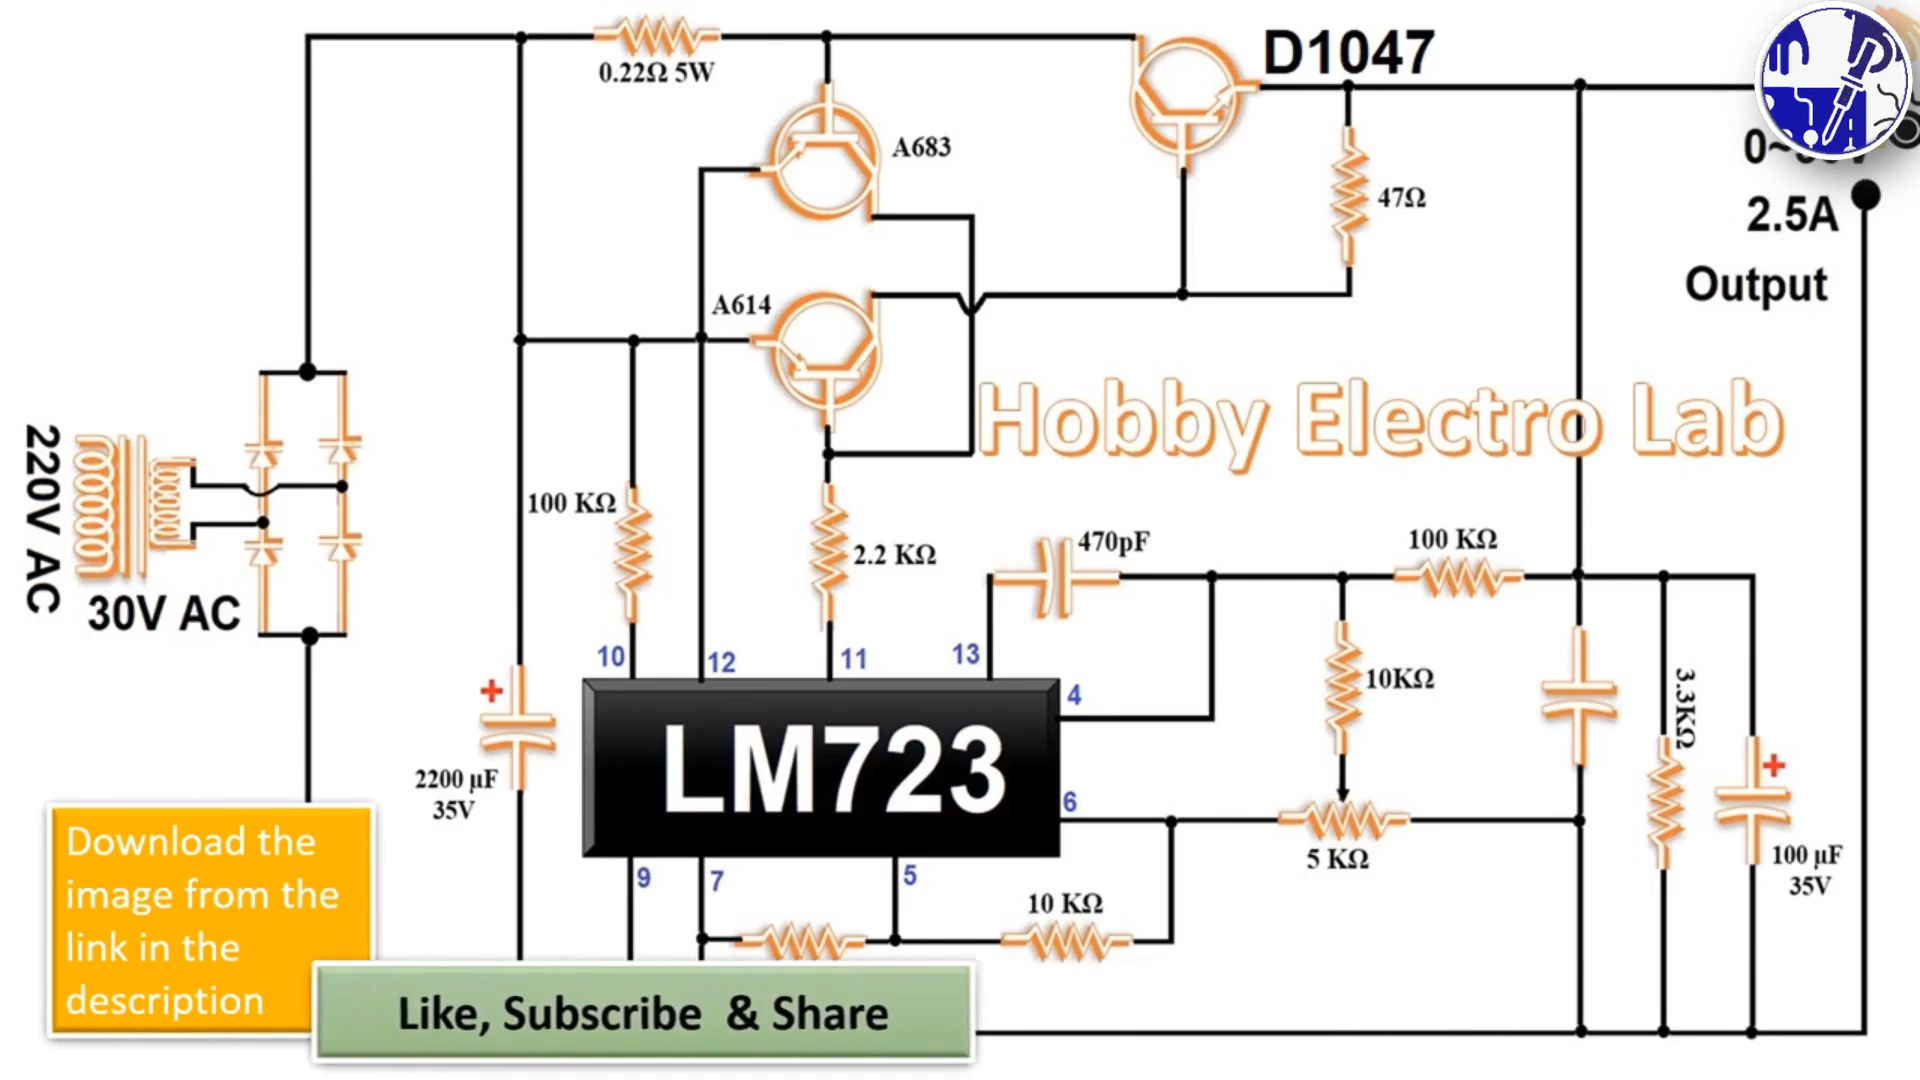 D1047
0.22Ω 5W
A683
0~
47Ω
2.5A
Output
A614
Hobby Electro Lab
220V AC
30V AC
100 KΩ
2.2 KΩ
470pF
100 KΩ
10
12
11
13
4
10KΩ
3.3KΩ
+
LM723
+
2200 µF
35V
6
5 KΩ
100 µF
35V
9
7
5
10 KΩ
Download the
image from the
link in the
description
Like, Subscribe & Share